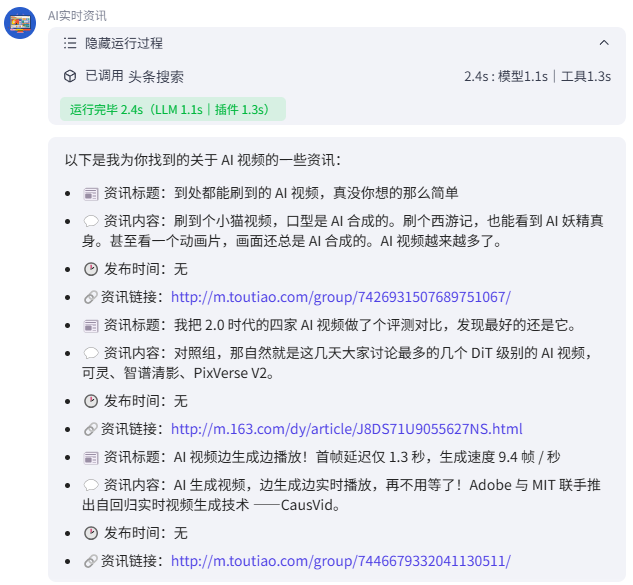 AI实时资讯
隐藏运行过程
已调用 头条搜索 2.4s : 模型1.1s | 工具1.3s
运行完毕 2.4s（LLM 1.1s | 插件 1.3s）
以下是我为你找到的关于 AI 视频的一些资讯：
• 📰 资讯标题：到处都能刷到的 AI 视频，真没你想的那么简单
• 💬 资讯内容：刷到个小猫视频，口型是 AI 合成的。刷个西游记，也能看到 AI 妖精真
身。甚至看一个动画片，画面还总是 AI 合成的。AI 视频越来越多了。
• 🕑 发布时间：无
• 🔗资讯链接：http://m.toutiao.com/group/7426931507689751067/
• 📰 资讯标题：我把 2.0 时代的四家 AI 视频做了个评测对比，发现最好的还是它。
• 💬 资讯内容：对照组，那自然就是这几天大家讨论最多的几个 DiT 级别的 AI 视频，
可灵、智谱清影、PixVerse V2。
• 🕑 发布时间：无
• 🔗资讯链接：http://m.163.com/dy/article/J8DS71U9055627NS.html
• 📰 资讯标题：AI 视频边生成边播放！首帧延迟仅 1.3 秒，生成速度 9.4 帧 / 秒
• 💬 资讯内容：AI 生成视频，边生成边实时播放，再不用等了！Adobe 与 MIT 联手推
出自回归实时视频生成技术 ——CausVid。
• 🕑 发布时间：无
• 🔗资讯链接：http://m.toutiao.com/group/7446679332041130511/